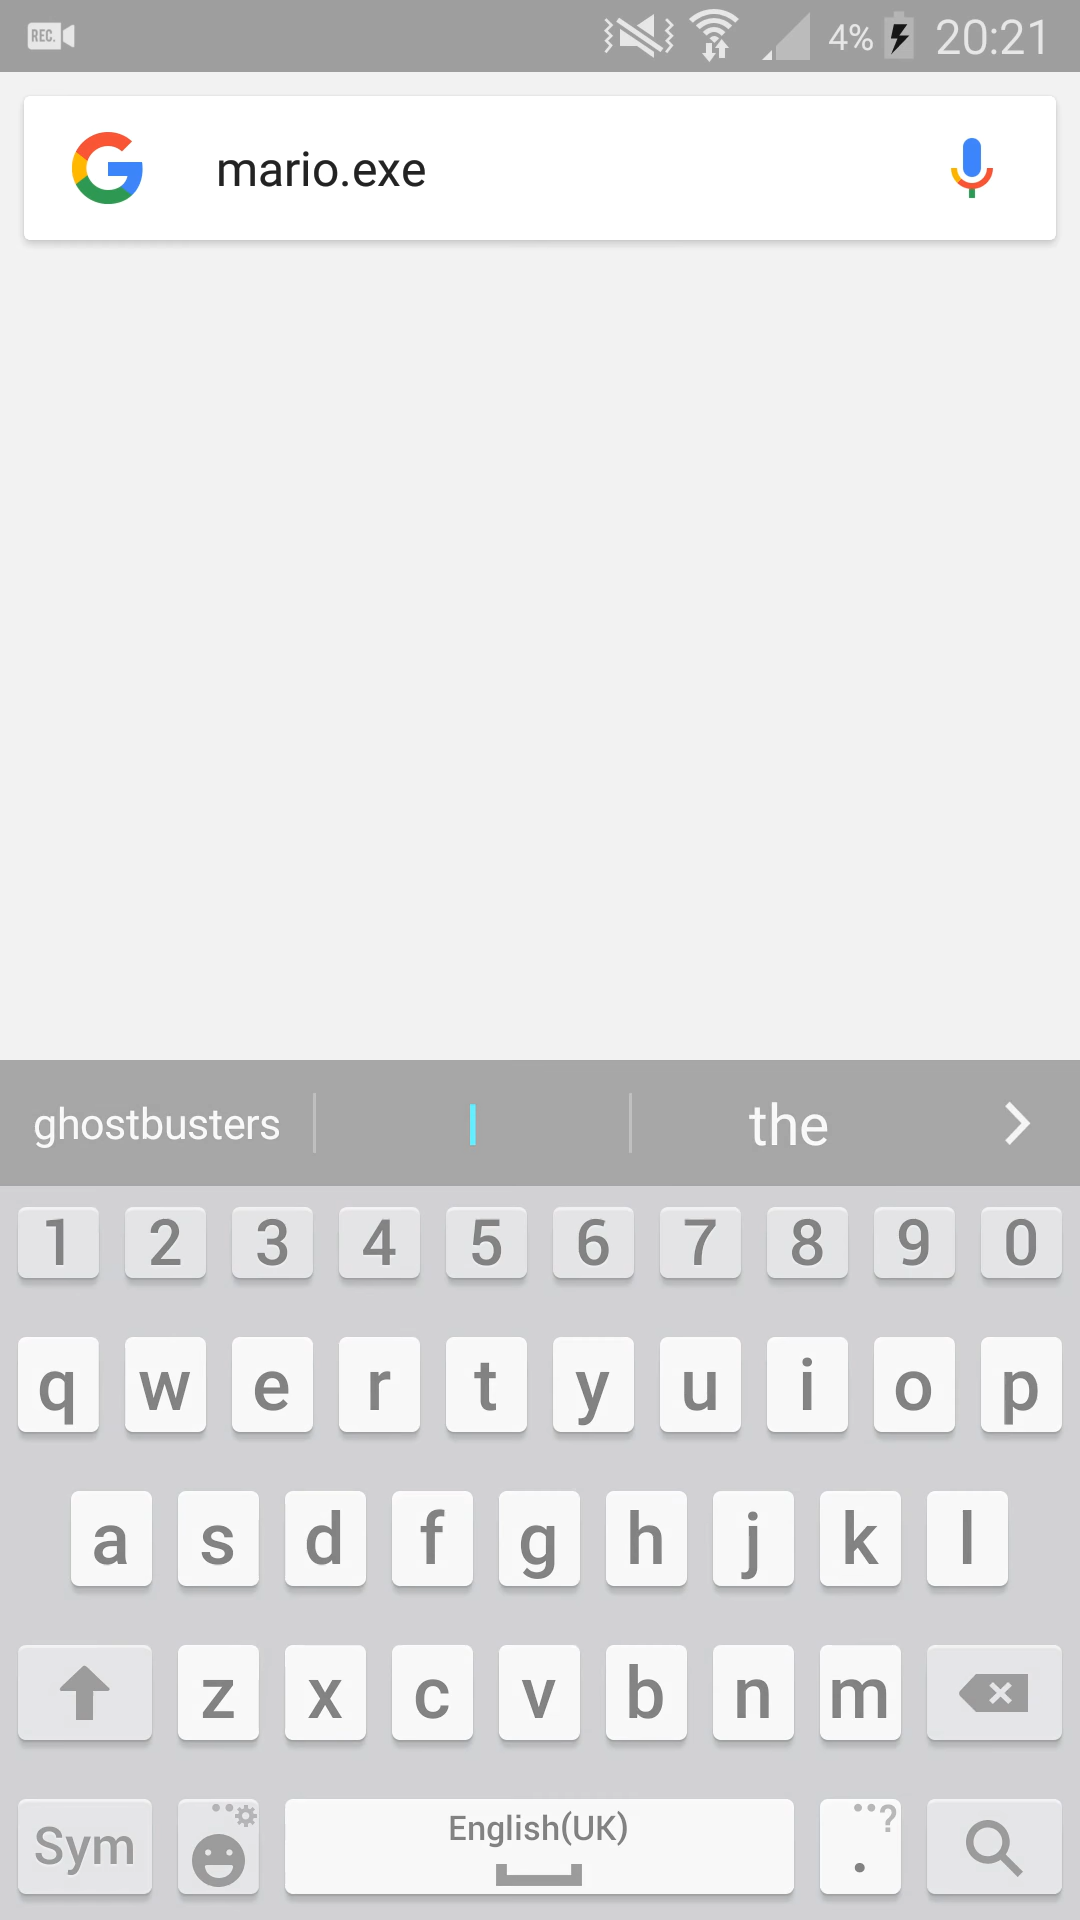 REC. 4% 20:21
mario.exe
ghostbusters I the
1 2 3 4 5 6 7 8 9 0
q w e r t y u i o p
a s d f g h j k l
z x c v b n m
Sym English(UK) . ?